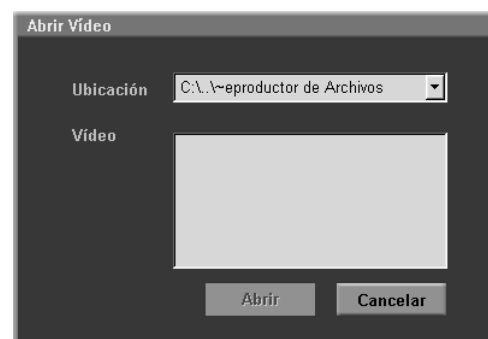 Abrir Vídeo
Ubicación C:\..\~eproductor de Archivos
Vídeo
Abrir Cancelar